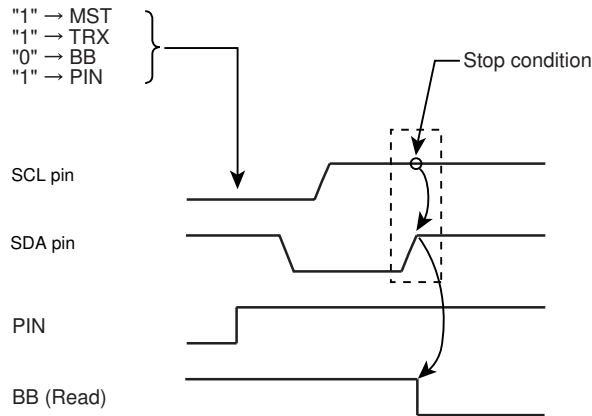 "1" → MST
"1" → TRX
"0" → BB
"1" → PIN
Stop condition
SCL pin
SDA pin
PIN
BB (Read)